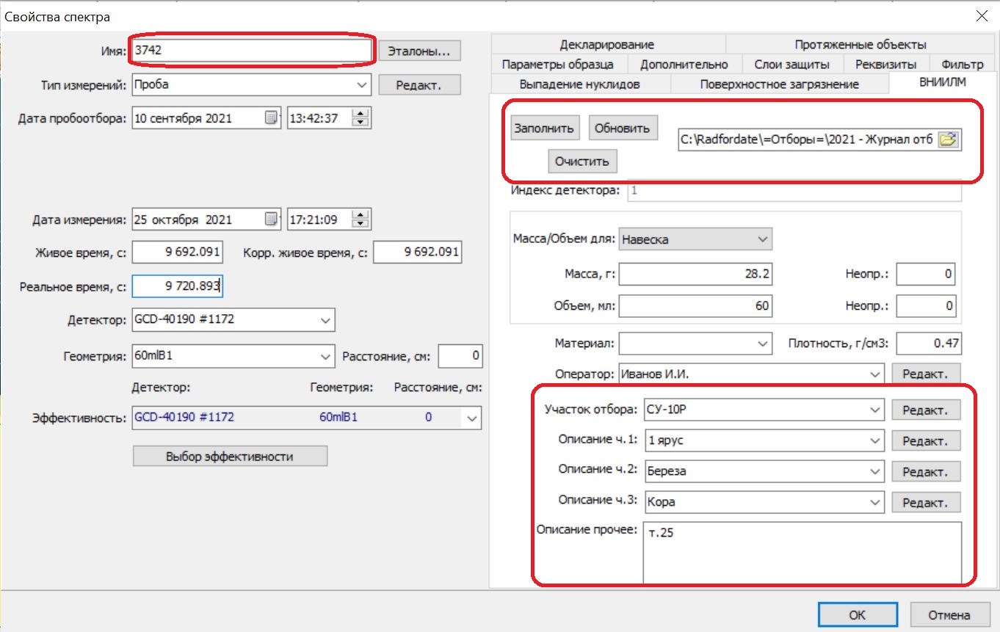 Свойства спектра
Имя: 3742 Эталоны...
Тип измерений: Проба Редакт.
Дата пробоотбора: 10 сентября 2021 13:42:37
Дата измерения: 25 октября 2021 17:21:09
Живое время, с: 9 692.091 Корр. живое время, с: 9 692.091
Реальное время, с: 9 720.893
Детектор: GCD-40190 #1172
Геометрия: 60mlB1 Расстояние, см: 0
Детектор: Геометрия: Расстояние, см:
Эффективность: GCD-40190 #1172 60mlB1 0
Выбор эффективности
Декларирование Протяженные объекты
Параметры образца Дополнительно Слои защиты Реквизиты Фильтр
Выпадение нуклидов Поверхностное загрязнение ВНИИЛМ
Заполнить Обновить C:\Radfordate\=Отборы=\2021 - Журнал отб
Очистить
Индекс детектора: 1
Масса/Объем для: Навеска
Масса, г: 28.2 Неопр.: 0
Объем, мл: 60 Неопр.: 0
Материал: Плотность, г/см3: 0.47
Оператор: Иванов И.И. Редакт.
Участок отбора: СУ-10Р Редакт.
Описание ч.1: 1 ярус Редакт.
Описание ч.2: Береза Редакт.
Описание ч.3: Кора Редакт.
Описание прочее: т.25
ОК Отмена